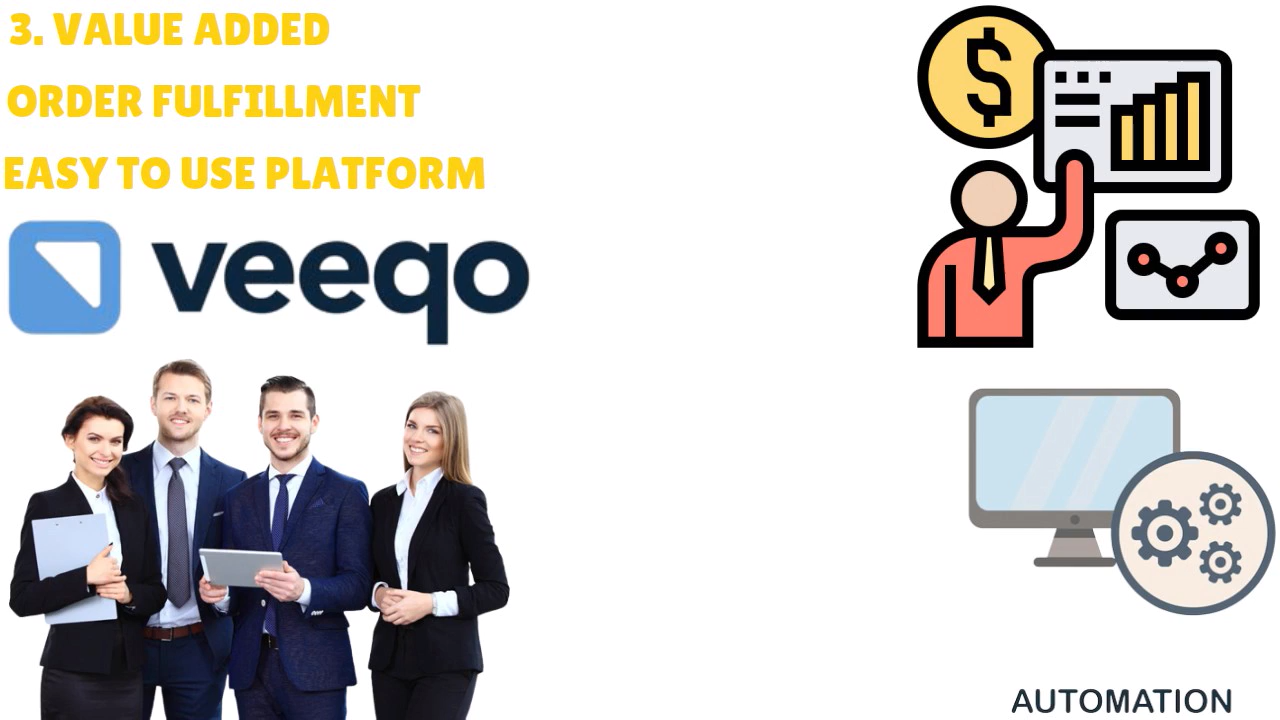 3. VALUE ADDED
ORDER FULFILLMENT
EASY TO USE PLATFORM
veeqo
$
AUTOMATION